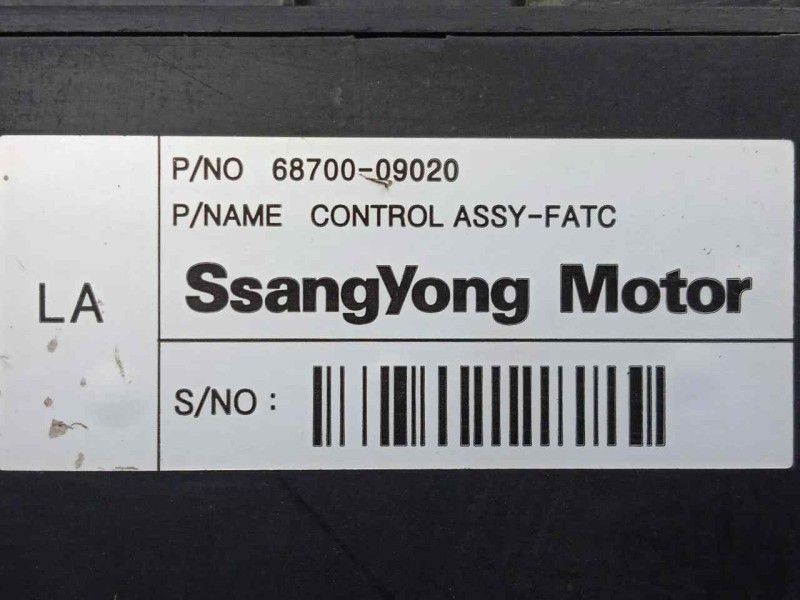 P/NO 68700-09020
P/NAME CONTROL ASSY-FATC
LA
SsangYong Motor
S/NO :